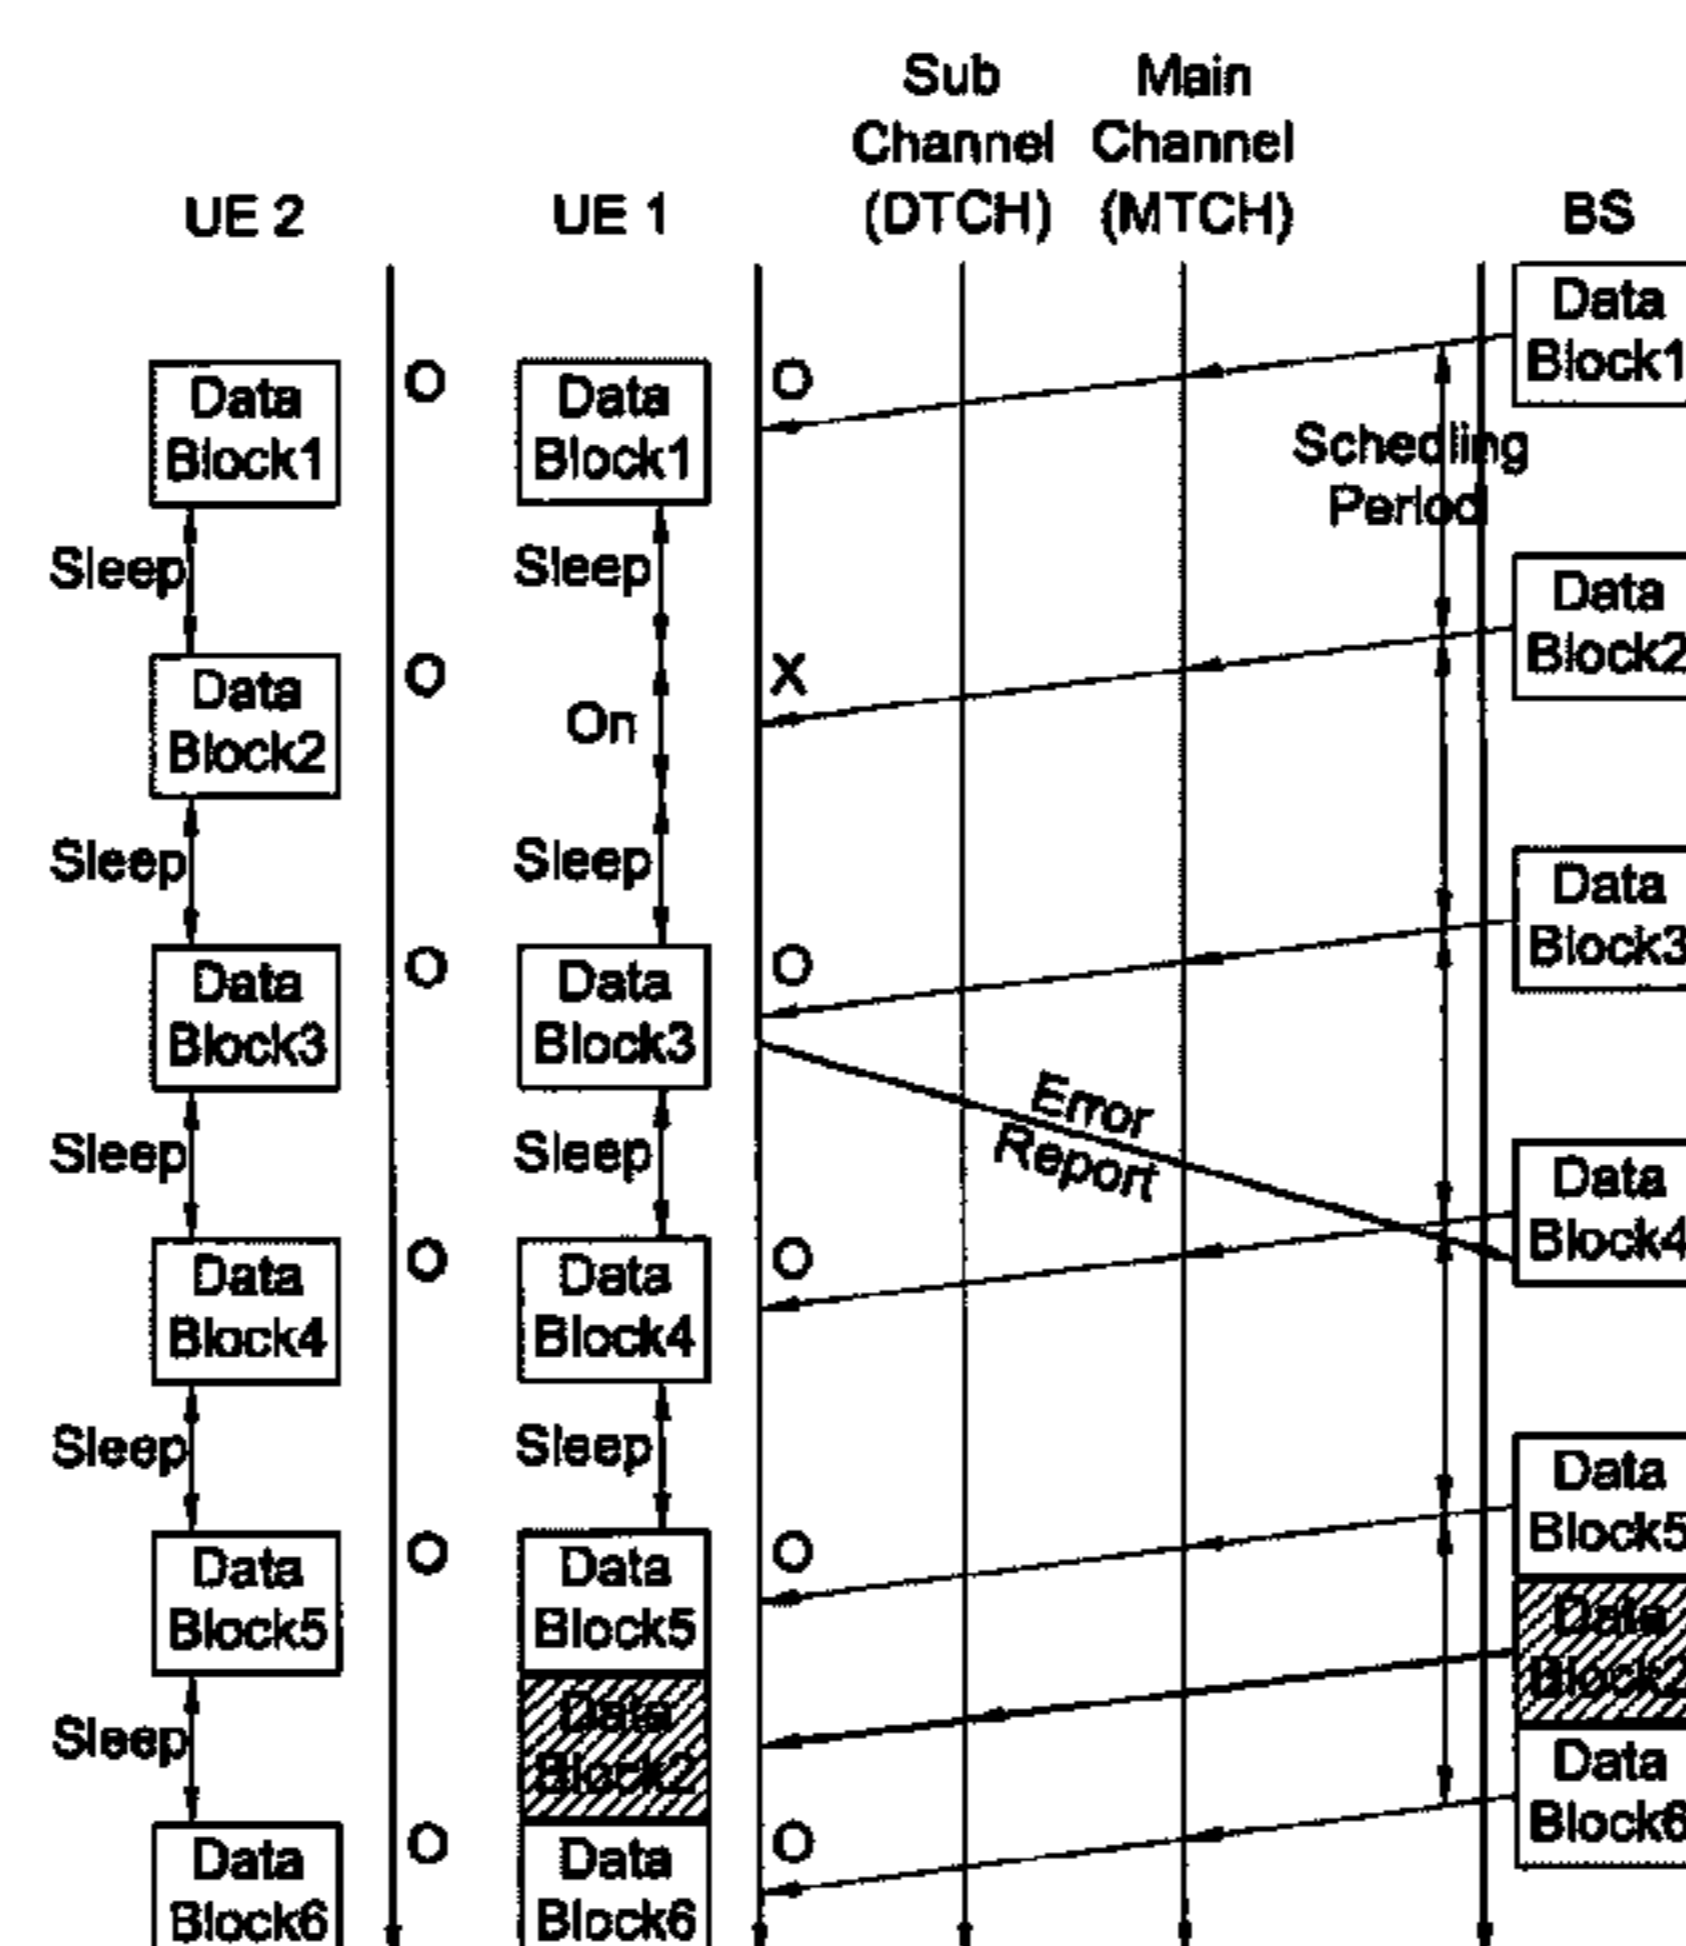 Sub
Channel
(DTCH)
Main
Channel
(MTCH)
UE 2
UE 1
BS
Data
Block1
Data
Block1
O
Data
Block1
O
Schedling
Period
Sleep
Sleep
Data
Block2
O
Data
Block2
X
On
Sleep
Sleep
Data
Block3
Data
Block3
O
Data
Block3
O
Error
Report
Sleep
Sleep
Data
Block4
Data
Block4
O
Data
Block4
O
Sleep
Sleep
Data
Block5
Data
Block5
O
Data
Block5
O
Data
Block2
Data
Block2
Sleep
Data
Block6
Data
Block6
O
Data
Block6
O